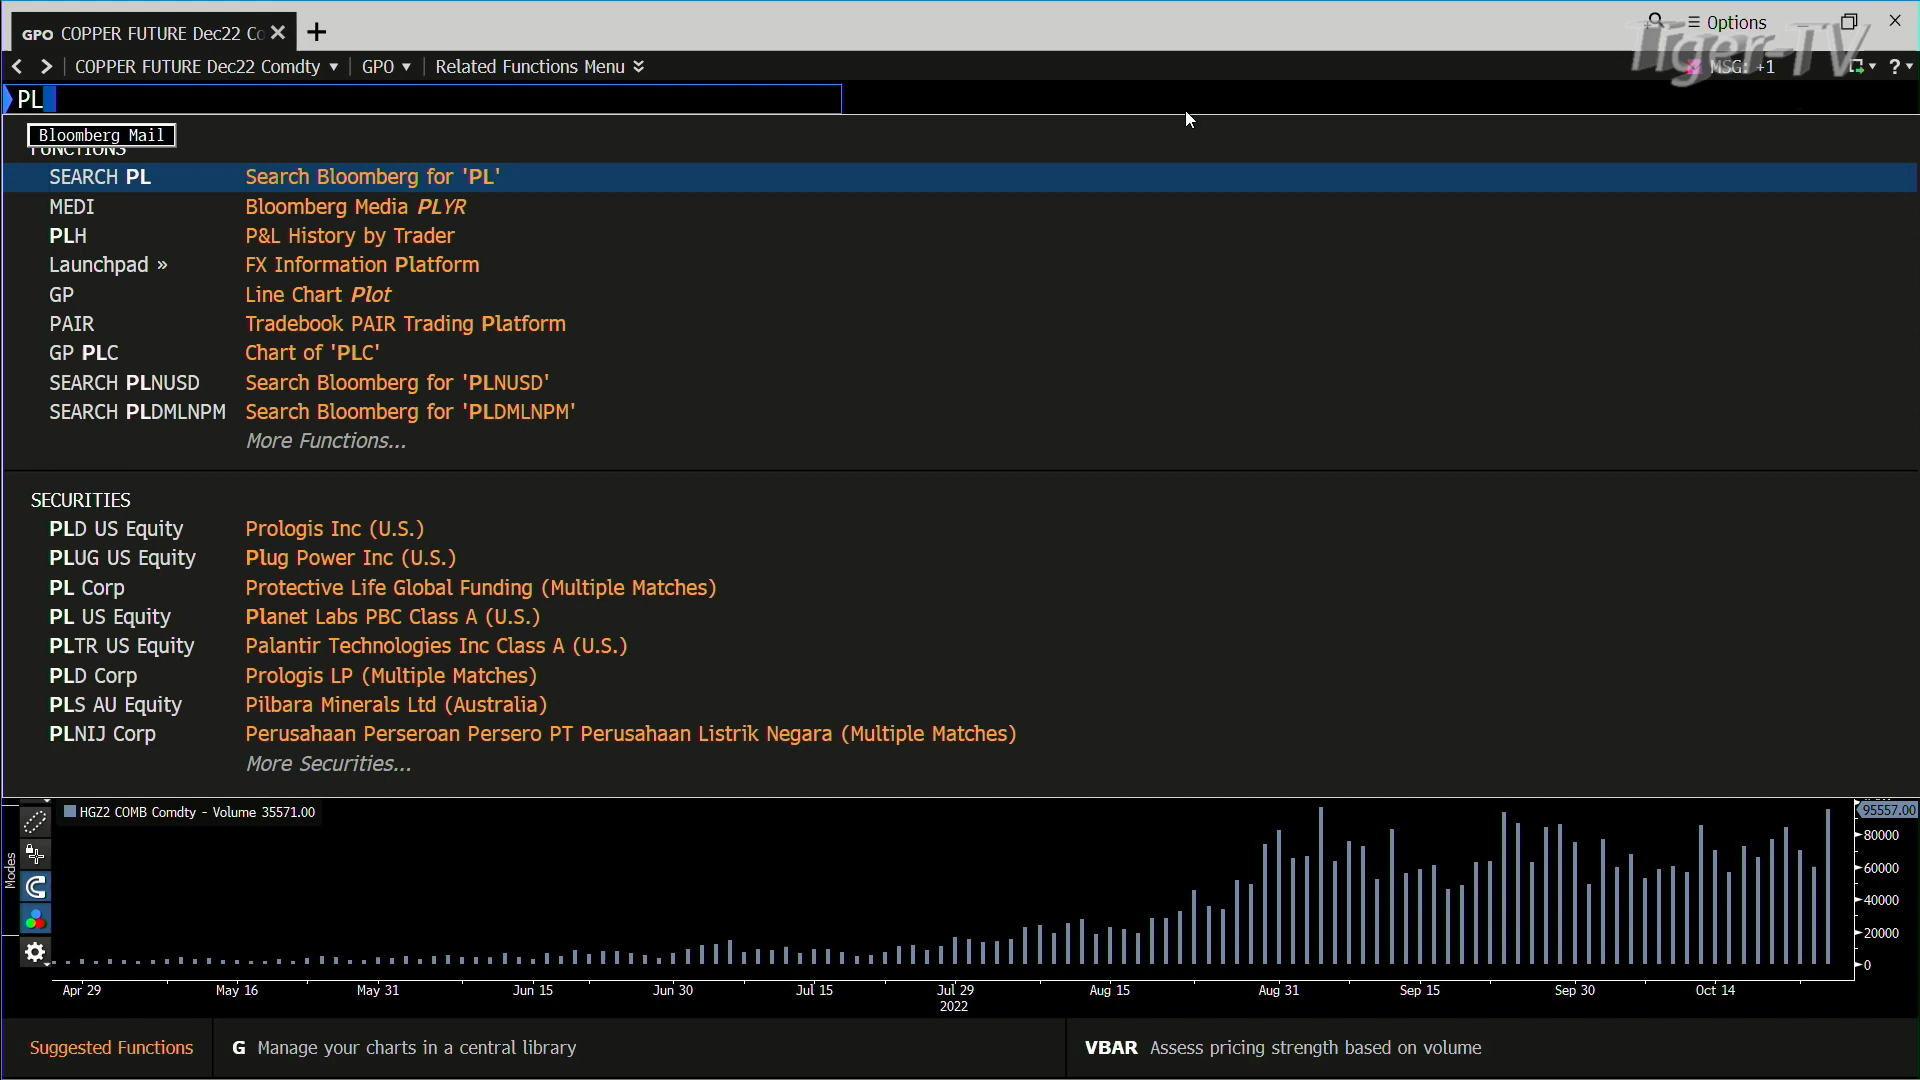 GPO COPPER FUTURE Dec22 Co
Options
COPPER FUTURE Dec22 Comdty
GPO
Related Functions Menu
MSG: +1
?
Tiger-TV
PL
Bloomberg Mail
FUNCTIONS
SEARCH PL Search Bloomberg for 'PL'
MEDI Bloomberg Media PLYR
PLH P&L History by Trader
Launchpad » FX Information Platform
GP Line Chart Plot
PAIR Tradebook PAIR Trading Platform
GP PLC Chart of 'PLC'
SEARCH PLNUSD Search Bloomberg for 'PLNUSD'
SEARCH PLDMLNPM Search Bloomberg for 'PLDMLNPM'
More Functions...
SECURITIES
PLD US Equity Prologis Inc (U.S.)
PLUG US Equity Plug Power Inc (U.S.)
PL Corp Protective Life Global Funding (Multiple Matches)
PL US Equity Planet Labs PBC Class A (U.S.)
PLTR US Equity Palantir Technologies Inc Class A (U.S.)
PLD Corp Prologis LP (Multiple Matches)
PLS AU Equity Pilbara Minerals Ltd (Australia)
PLNIJ Corp Perusahaan Perseroan Persero PT Perusahaan Listrik Negara (Multiple Matches)
More Securities...
HGZ2 COMB Comdty - Volume 35571.00
Modes
95557.00
80000
60000
40000
20000
0
Apr 29 May 16 May 31 Jun 15 Jun 30 Jul 15 Jul 29 Aug 15 Aug 31 Sep 15 Sep 30 Oct 14
2022
Suggested Functions
G Manage your charts in a central library
VBAR Assess pricing strength based on volume